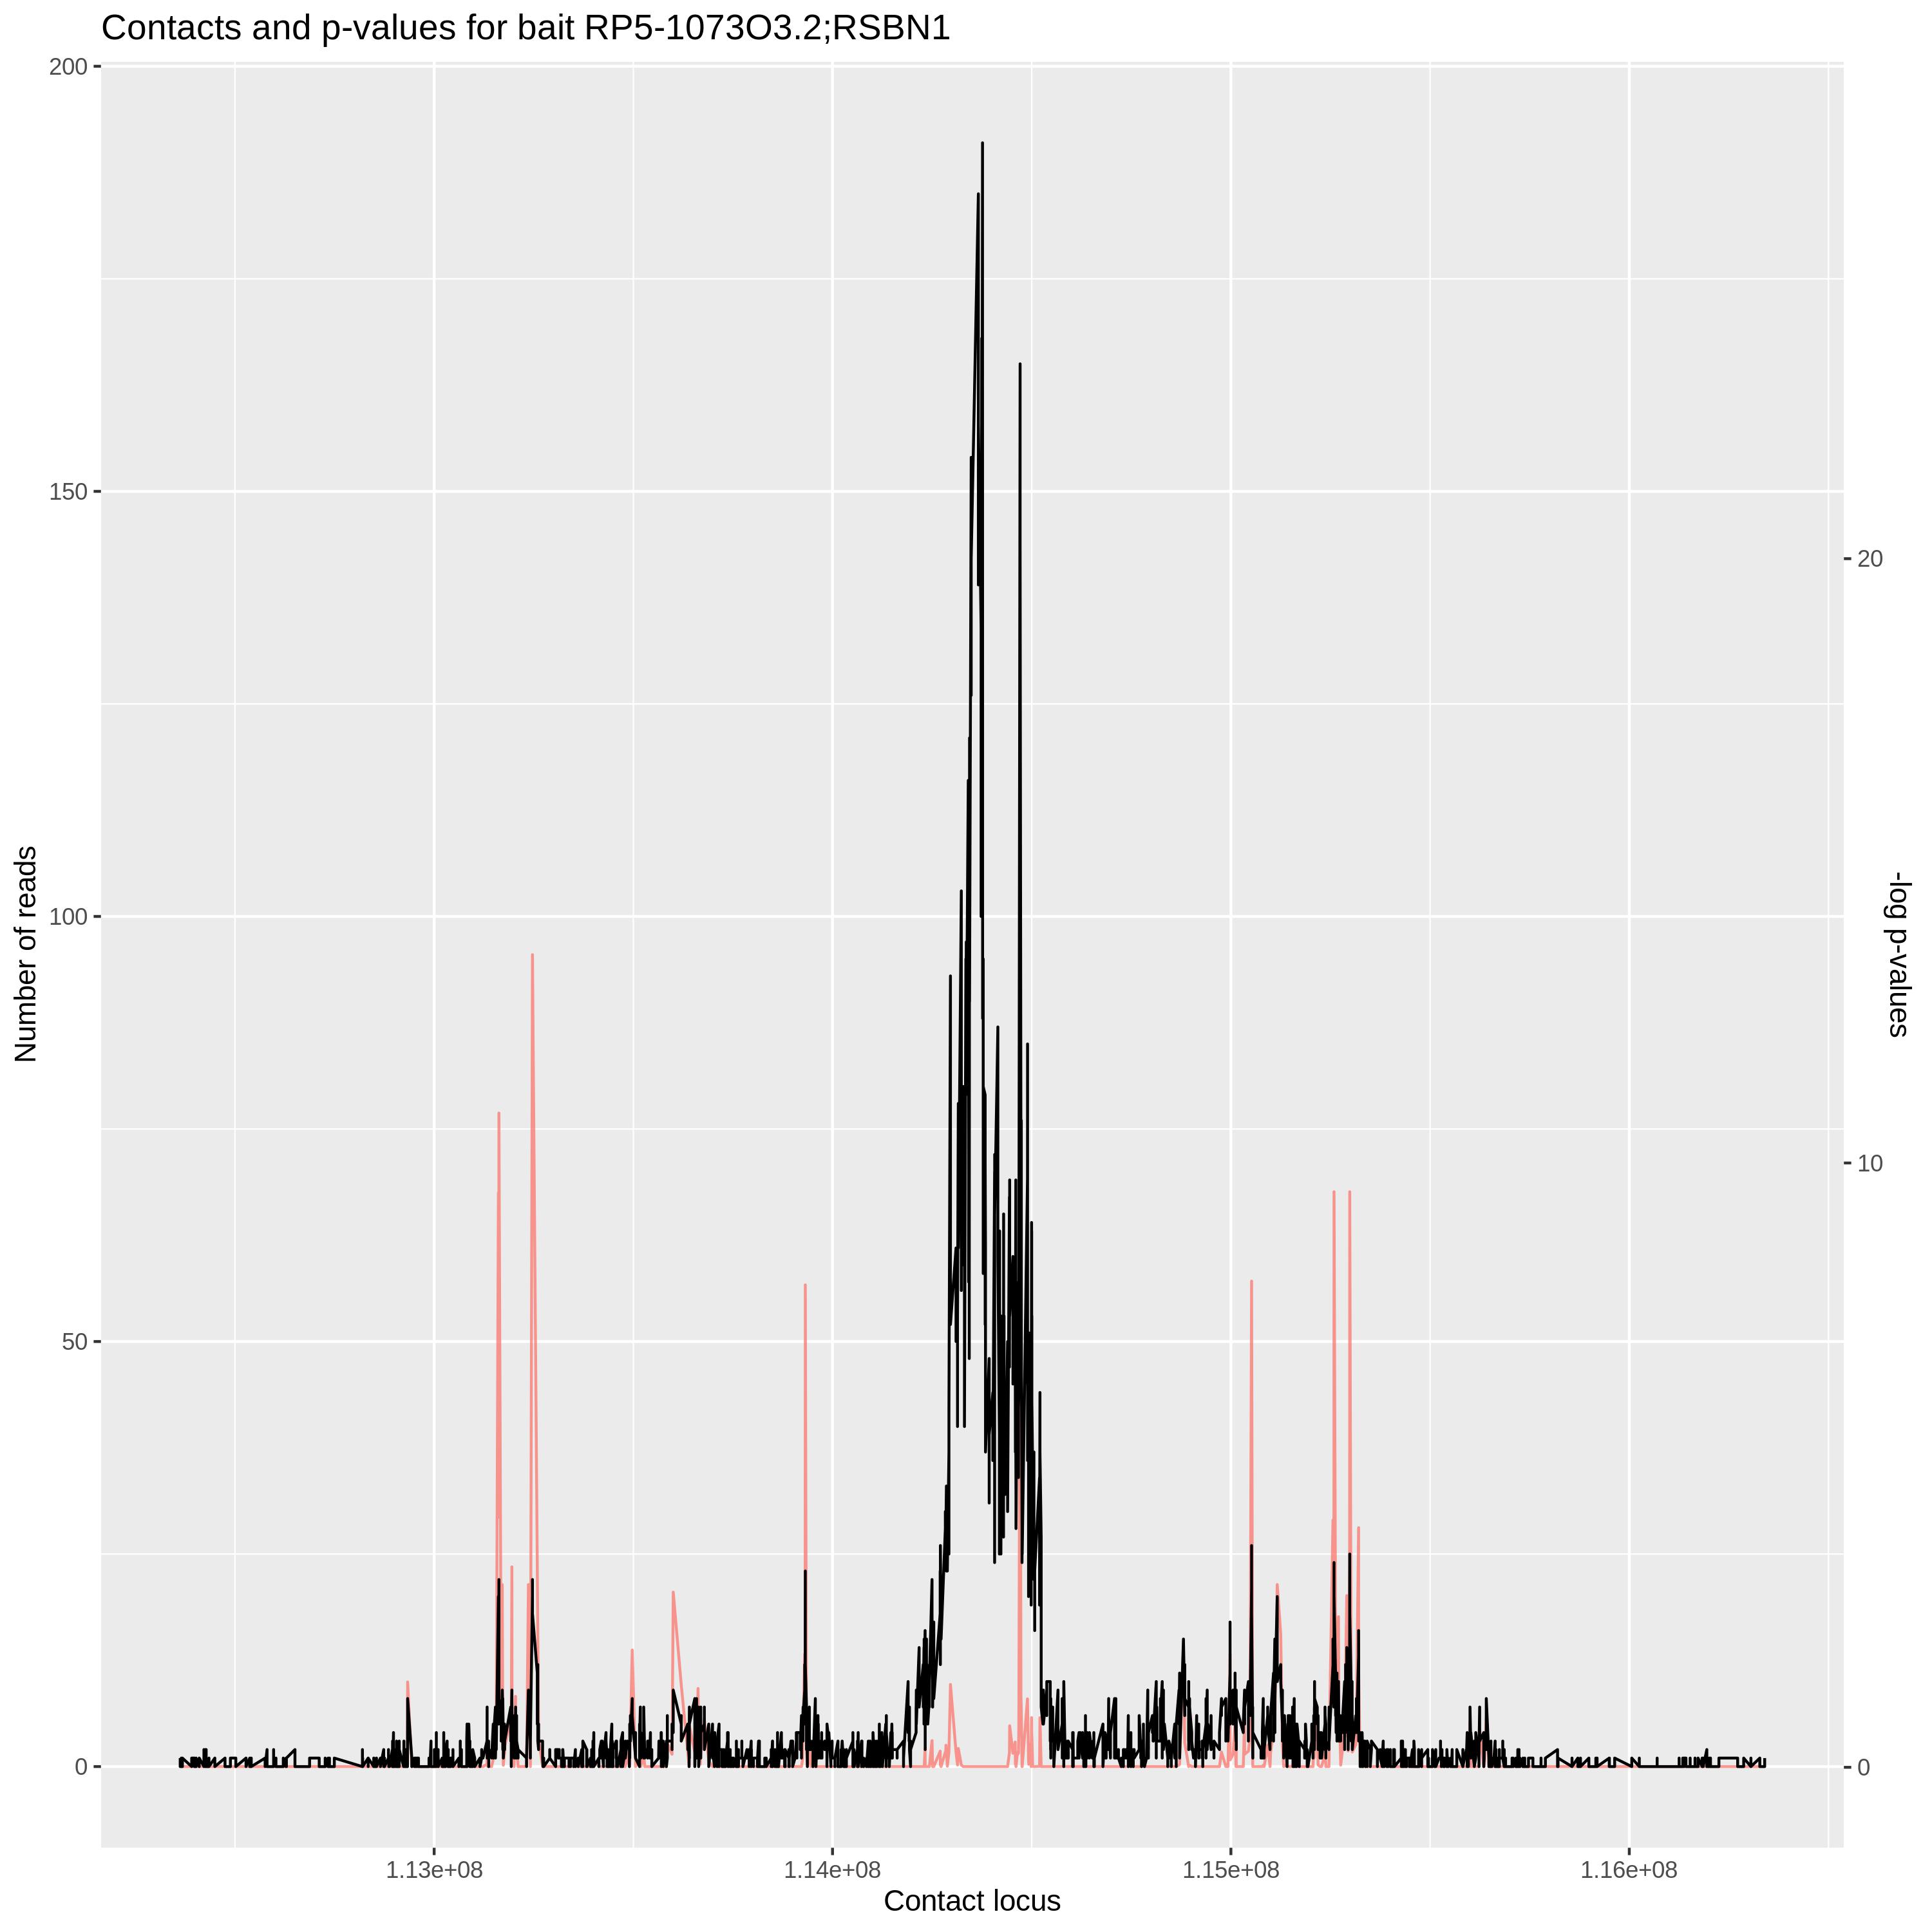 Contacts and p-values for bait RP5-1073O3.2;RSBN1
200
150
100
50
0
Number of reads
20
10
0
-log p-values
1.13e+08
1.14e+08
1.15e+08
1.16e+08
Contact locus